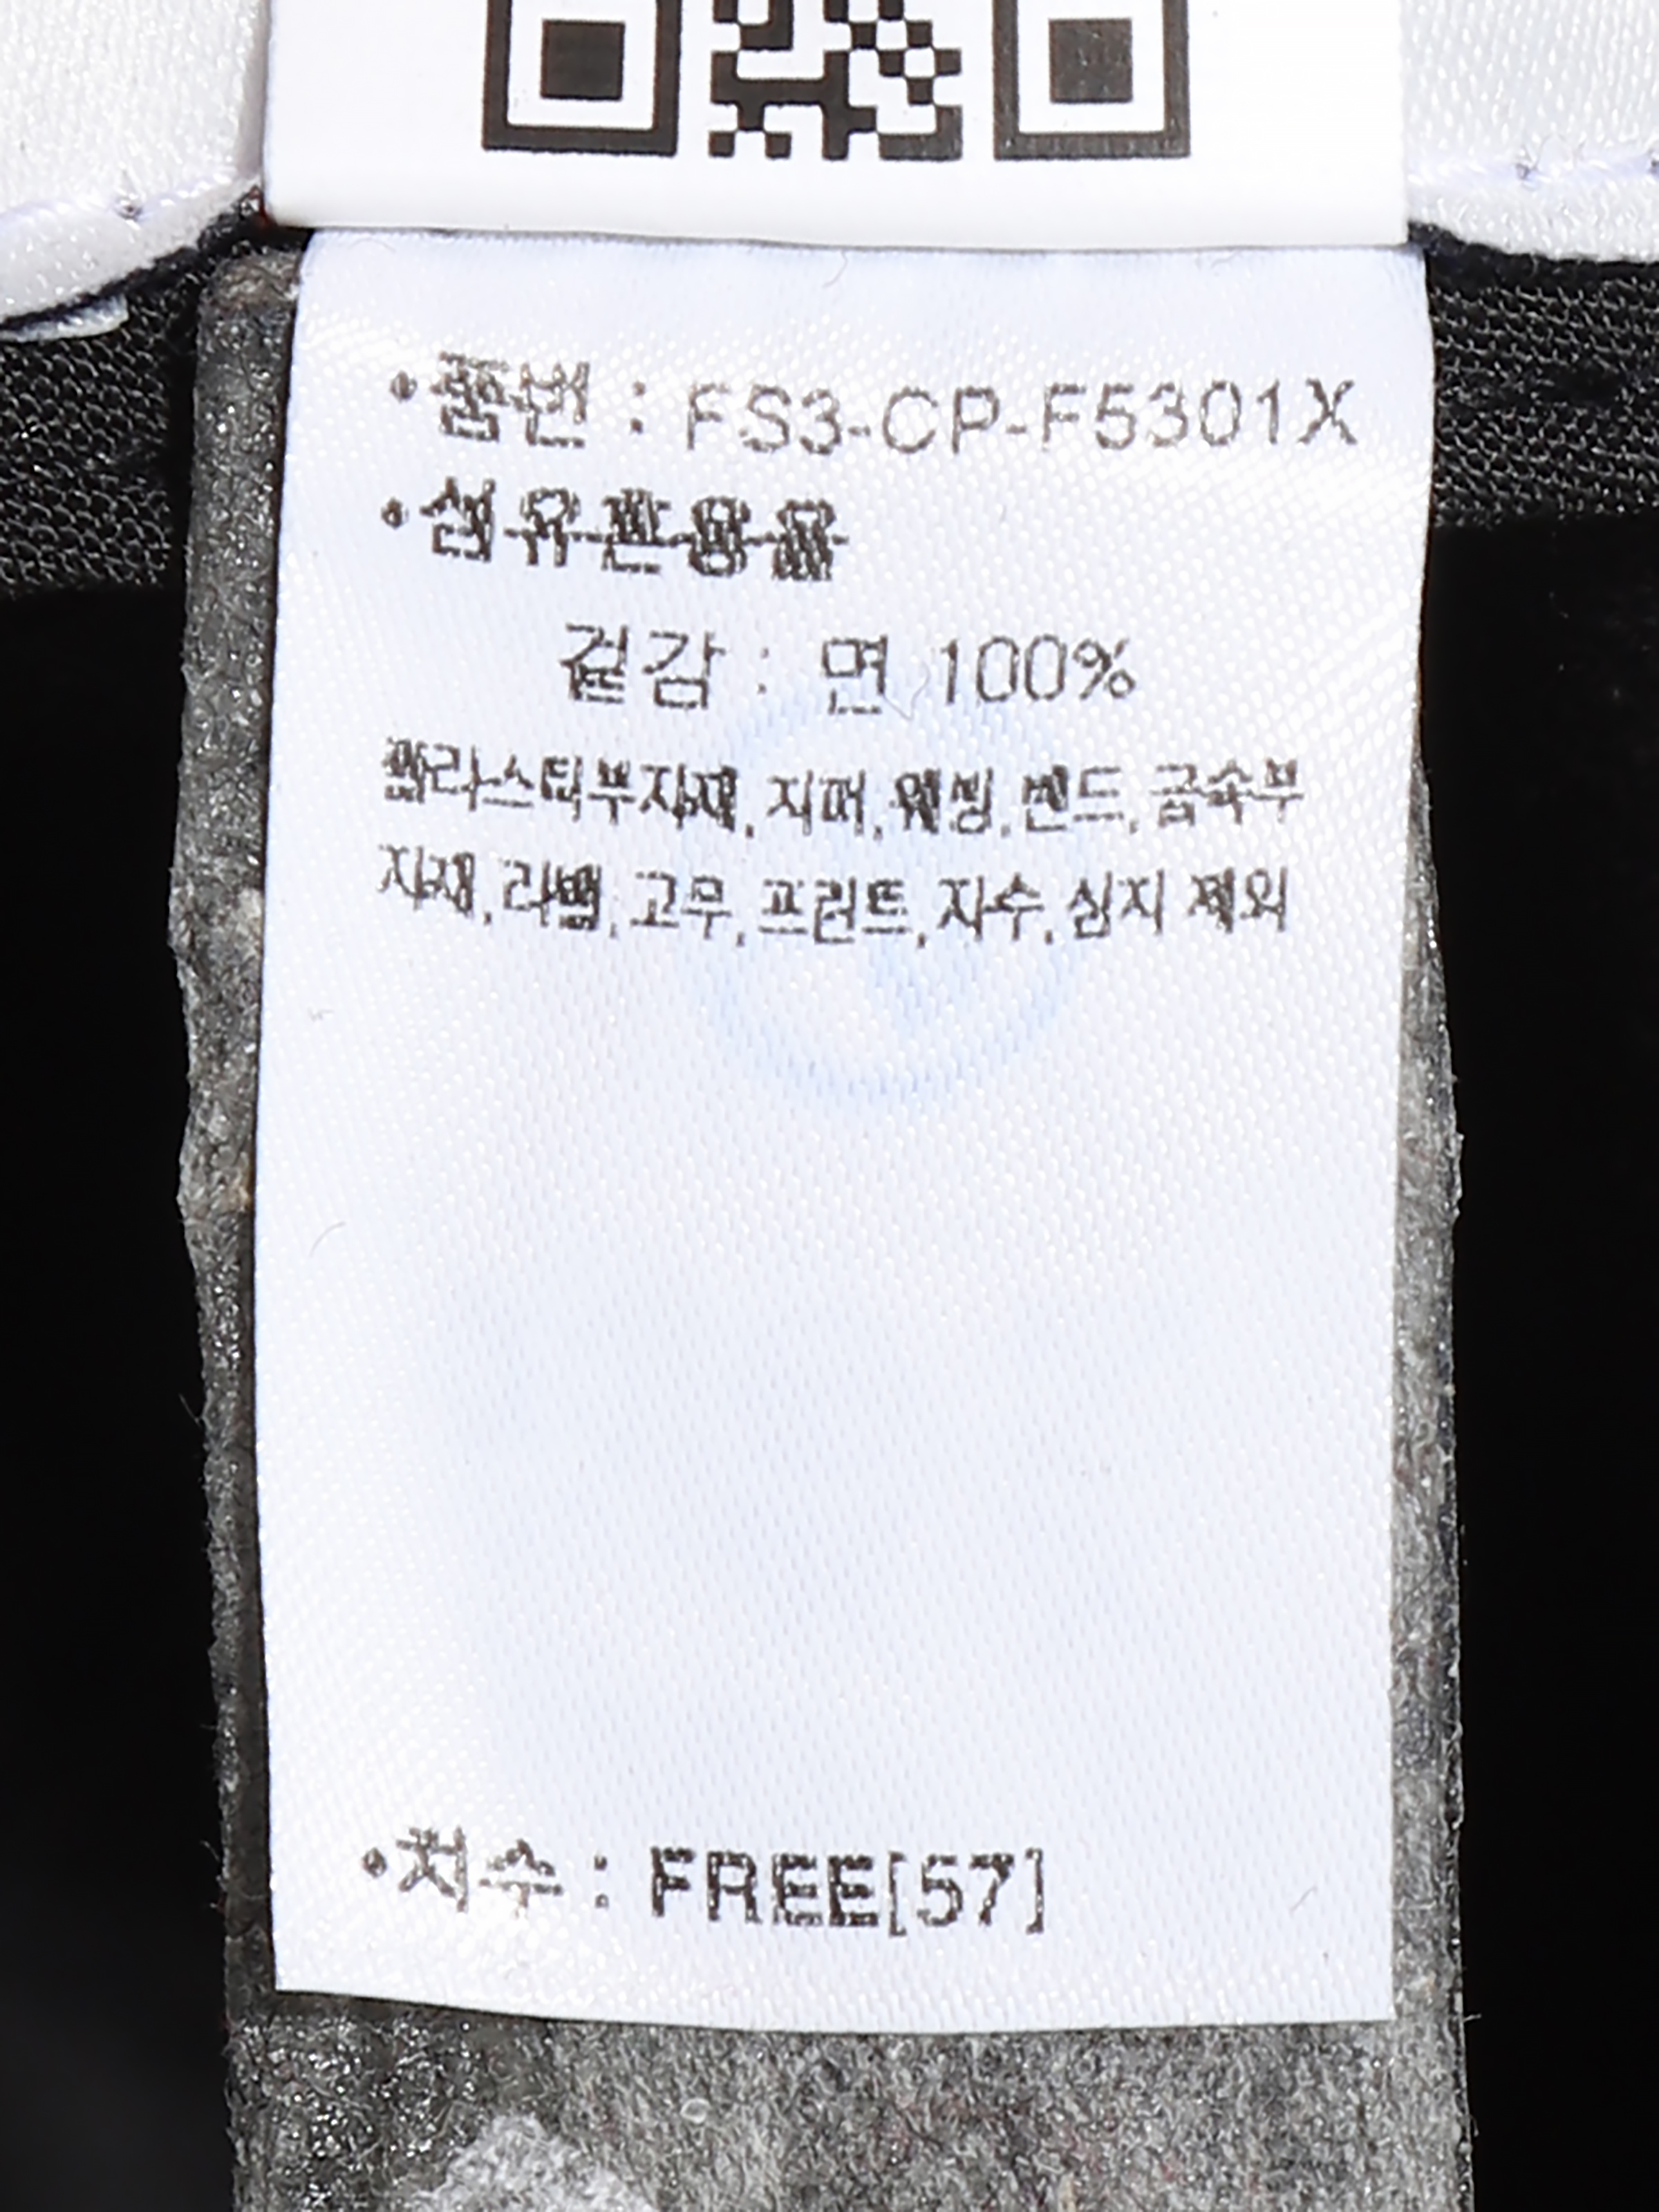 •품번 : FS3-CP-F5301X
•섬유혼용율
겉감 : 면 100%
플라스틱부자재, 지퍼, 웨빙, 밴드, 금속부
자재, 라벨, 고무, 프린트, 자수, 심지 제외
•치수 : FREE[57]